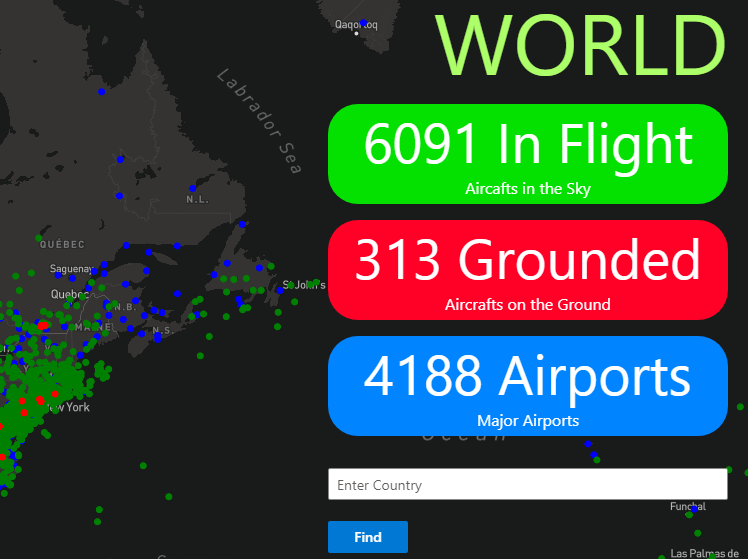 Qaqortoq
WORLD
Labrador Sea
6091 In Flight
Aircafts in the Sky
N.L.
313 Grounded
Aircrafts on the Ground
QUÉBEC
Saguenay
St John's
Quebec
N.B.
MAINE
N.S.
4188 Airports
Major Airports
New York
Ocean
Enter Country
Funchal
Find
Las Palmas de